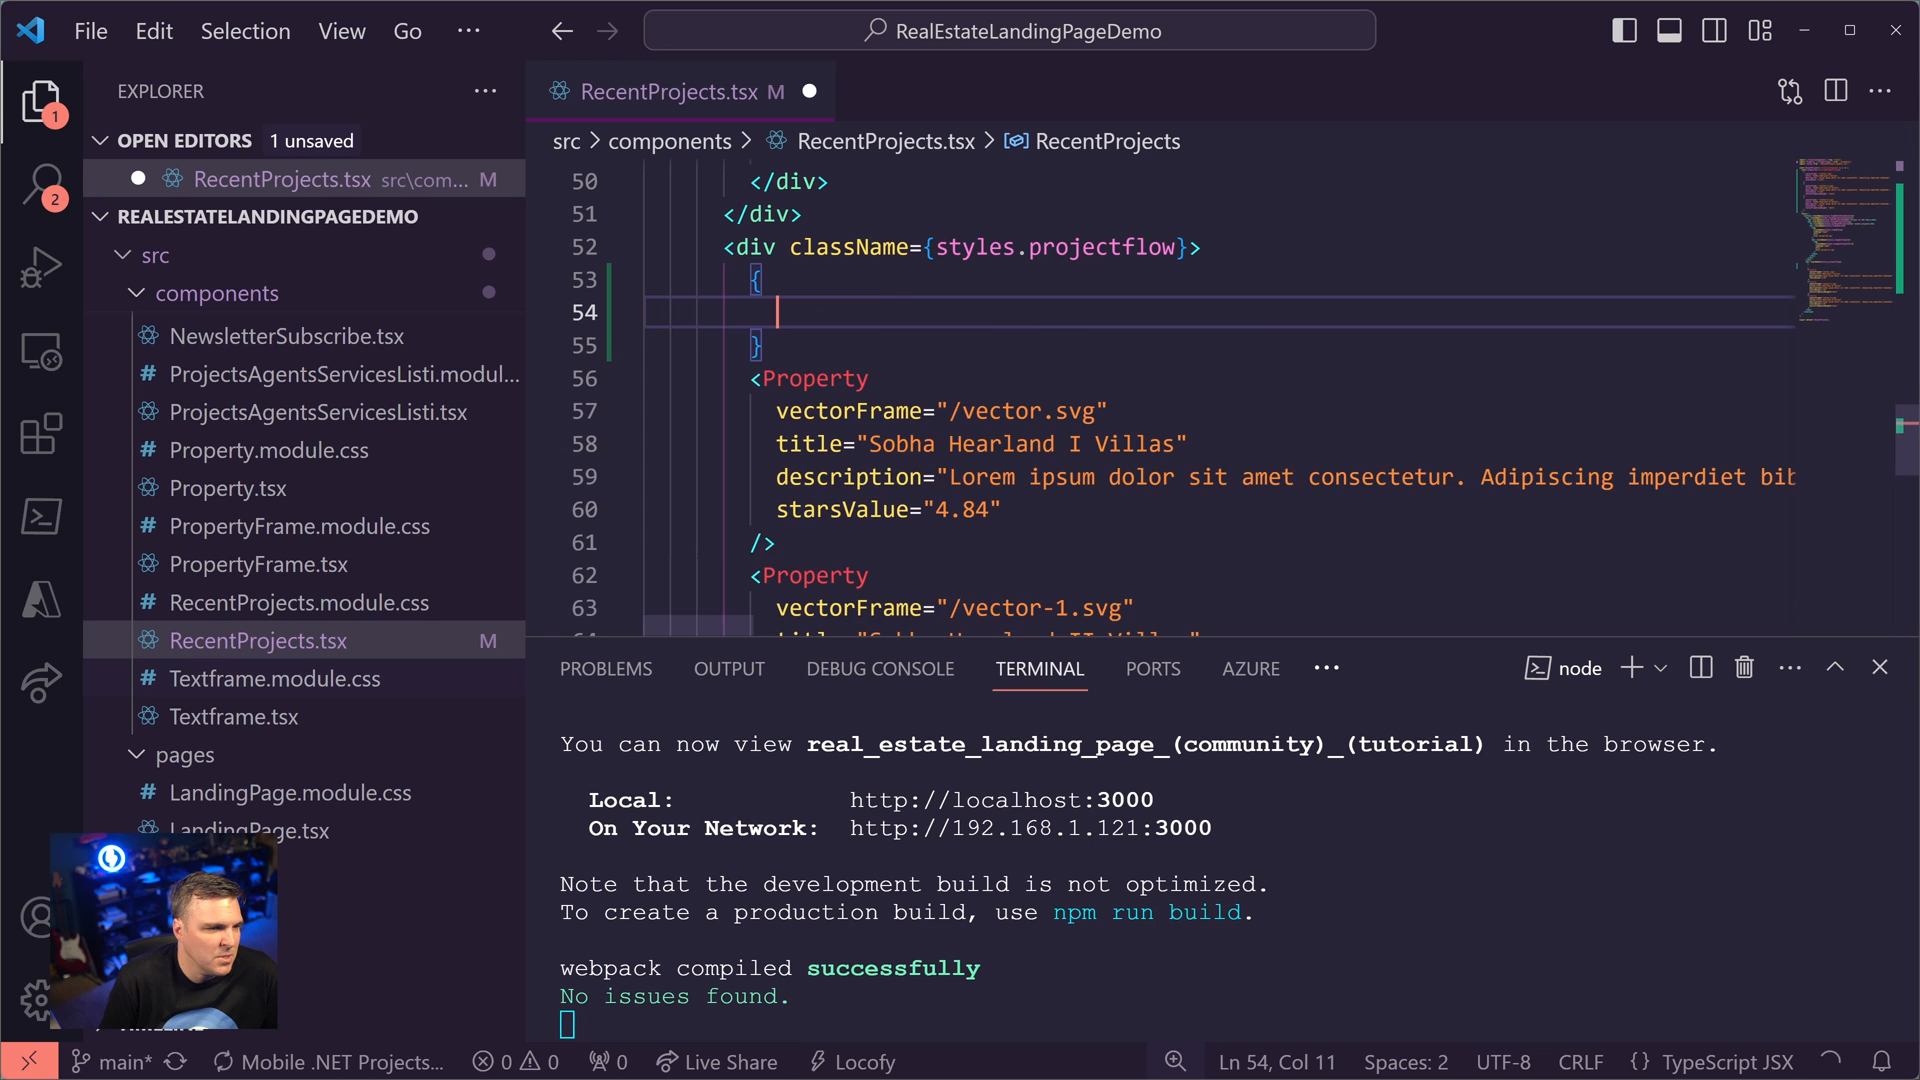 File Edit Selection View Go ···
RealEstateLandingPageDemo
EXPLORER
1
OPEN EDITORS 1 unsaved
RecentProjects.tsx src\com... M
2
REALESTATELANDINGPAGEDEMO
src
components
NewsletterSubscribe.tsx
# ProjectsAgentsServicesListi.modul...
ProjectsAgentsServicesListi.tsx
# Property.module.css
Property.tsx
# PropertyFrame.module.css
PropertyFrame.tsx
# RecentProjects.module.css
RecentProjects.tsx M
# Textframe.module.css
Textframe.tsx
pages
# LandingPage.module.css
LandingPage.tsx
RecentProjects.tsx M
src > components > RecentProjects.tsx > RecentProjects
50 </div>
51 </div>
52 <div className={styles.projectflow}>
53 {
54
55 }
56 <Property
57 vectorFrame="/vector.svg"
58 title="Sobha Hearland I Villas"
59 description="Lorem ipsum dolor sit amet consectetur. Adipiscing imperdiet bib
60 starsValue="4.84"
61 />
62 <Property
63 vectorFrame="/vector-1.svg"
PROBLEMS OUTPUT DEBUG CONSOLE TERMINAL PORTS AZURE ···
node
You can now view real_estate_landing_page_(community)_(tutorial) in the browser.
Local: http://localhost:3000
On Your Network: http://192.168.1.121:3000
Note that the development build is not optimized.
To create a production build, use npm run build.
webpack compiled successfully
No issues found.
main* Mobile .NET Projects... 0 0 0 Live Share Locofy
Ln 54, Col 11 Spaces: 2 UTF-8 CRLF {} TypeScript JSX